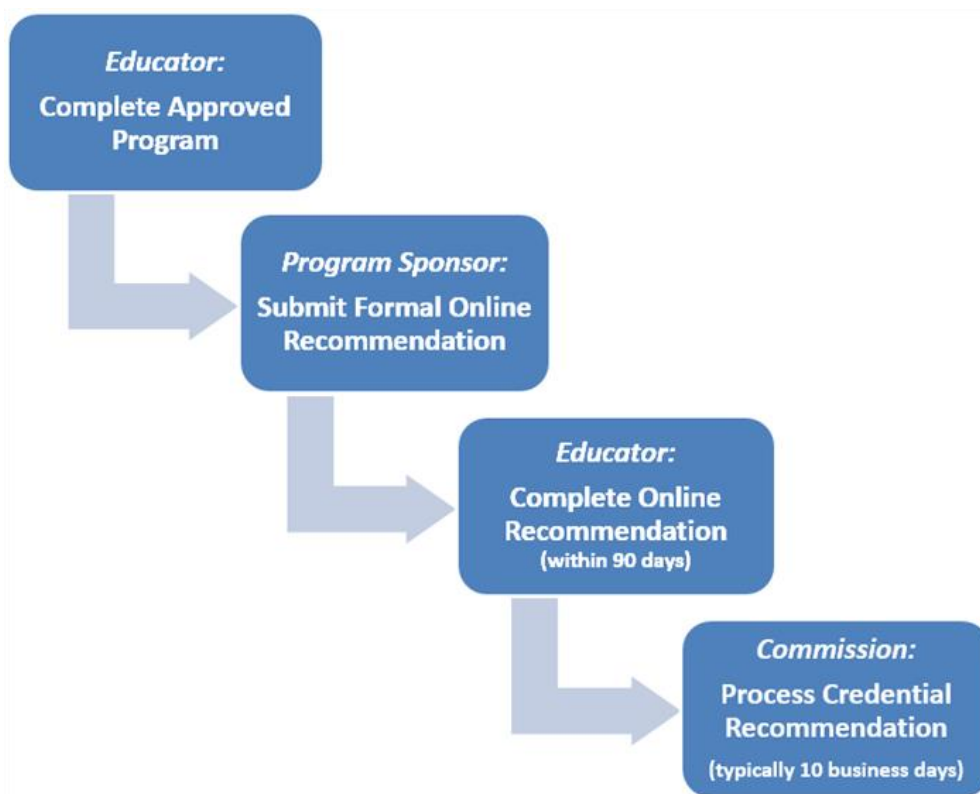 Educator:
Complete Approved
Program
Program Sponsor:
Submit Formal Online
Recommendation
Educator:
Complete Online
Recommendation
(within 90 days)
Commission:
Process Credential
Recommendation
(typically 10 business days)